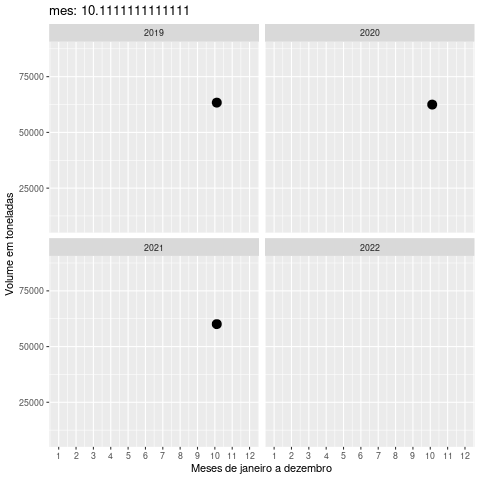 mes: 10.1111111111111
2019
2020
75000
50000
25000
Volume em toneladas
2021
2022
75000
50000
25000
1 2 3 4 5 6 7 8 9 10 11 12
1 2 3 4 5 6 7 8 9 10 11 12
Meses de janeiro a dezembro